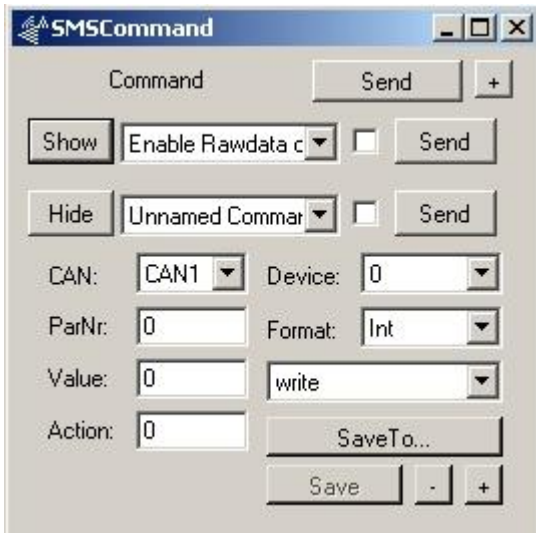 SMSCommand
Command Send +
Show Enable Rawdata c Send
Hide Unnamed Commar Send
CAN: CAN1 Device: 0
ParNr: 0 Format: Int
Value: 0 write
Action: 0 SaveTo...
Save - +